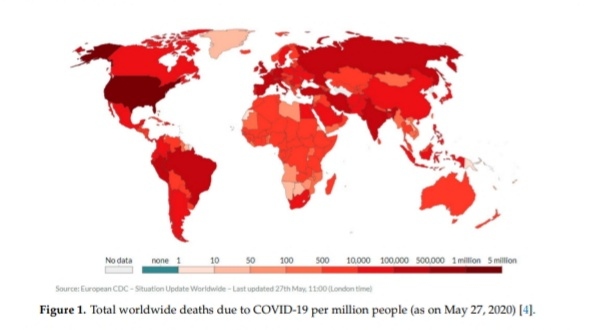 No data none 1 10 50 100 500 10,000 100,000 500,000 1 million 5 million
Source: European CDC – Situation Update Worldwide – Last updated 27th May, 11:00 (London time)
Figure 1. Total worldwide deaths due to COVID-19 per million people (as on May 27, 2020) [4].